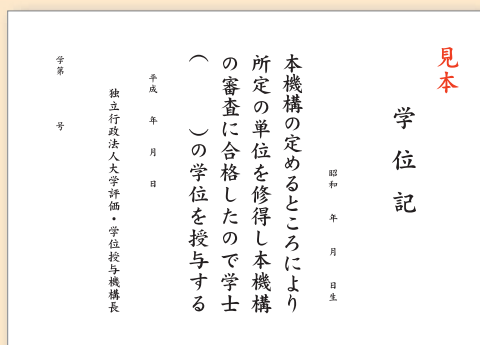 見本
学位記
昭和 年 月 日生
本機構の定めるところにより
所定の単位を修得し本機構
の審査に合格したので学士
( )の学位を授与する
平成 年 月 日
独立行政法人大学評価・学位授与機構長
学第 号